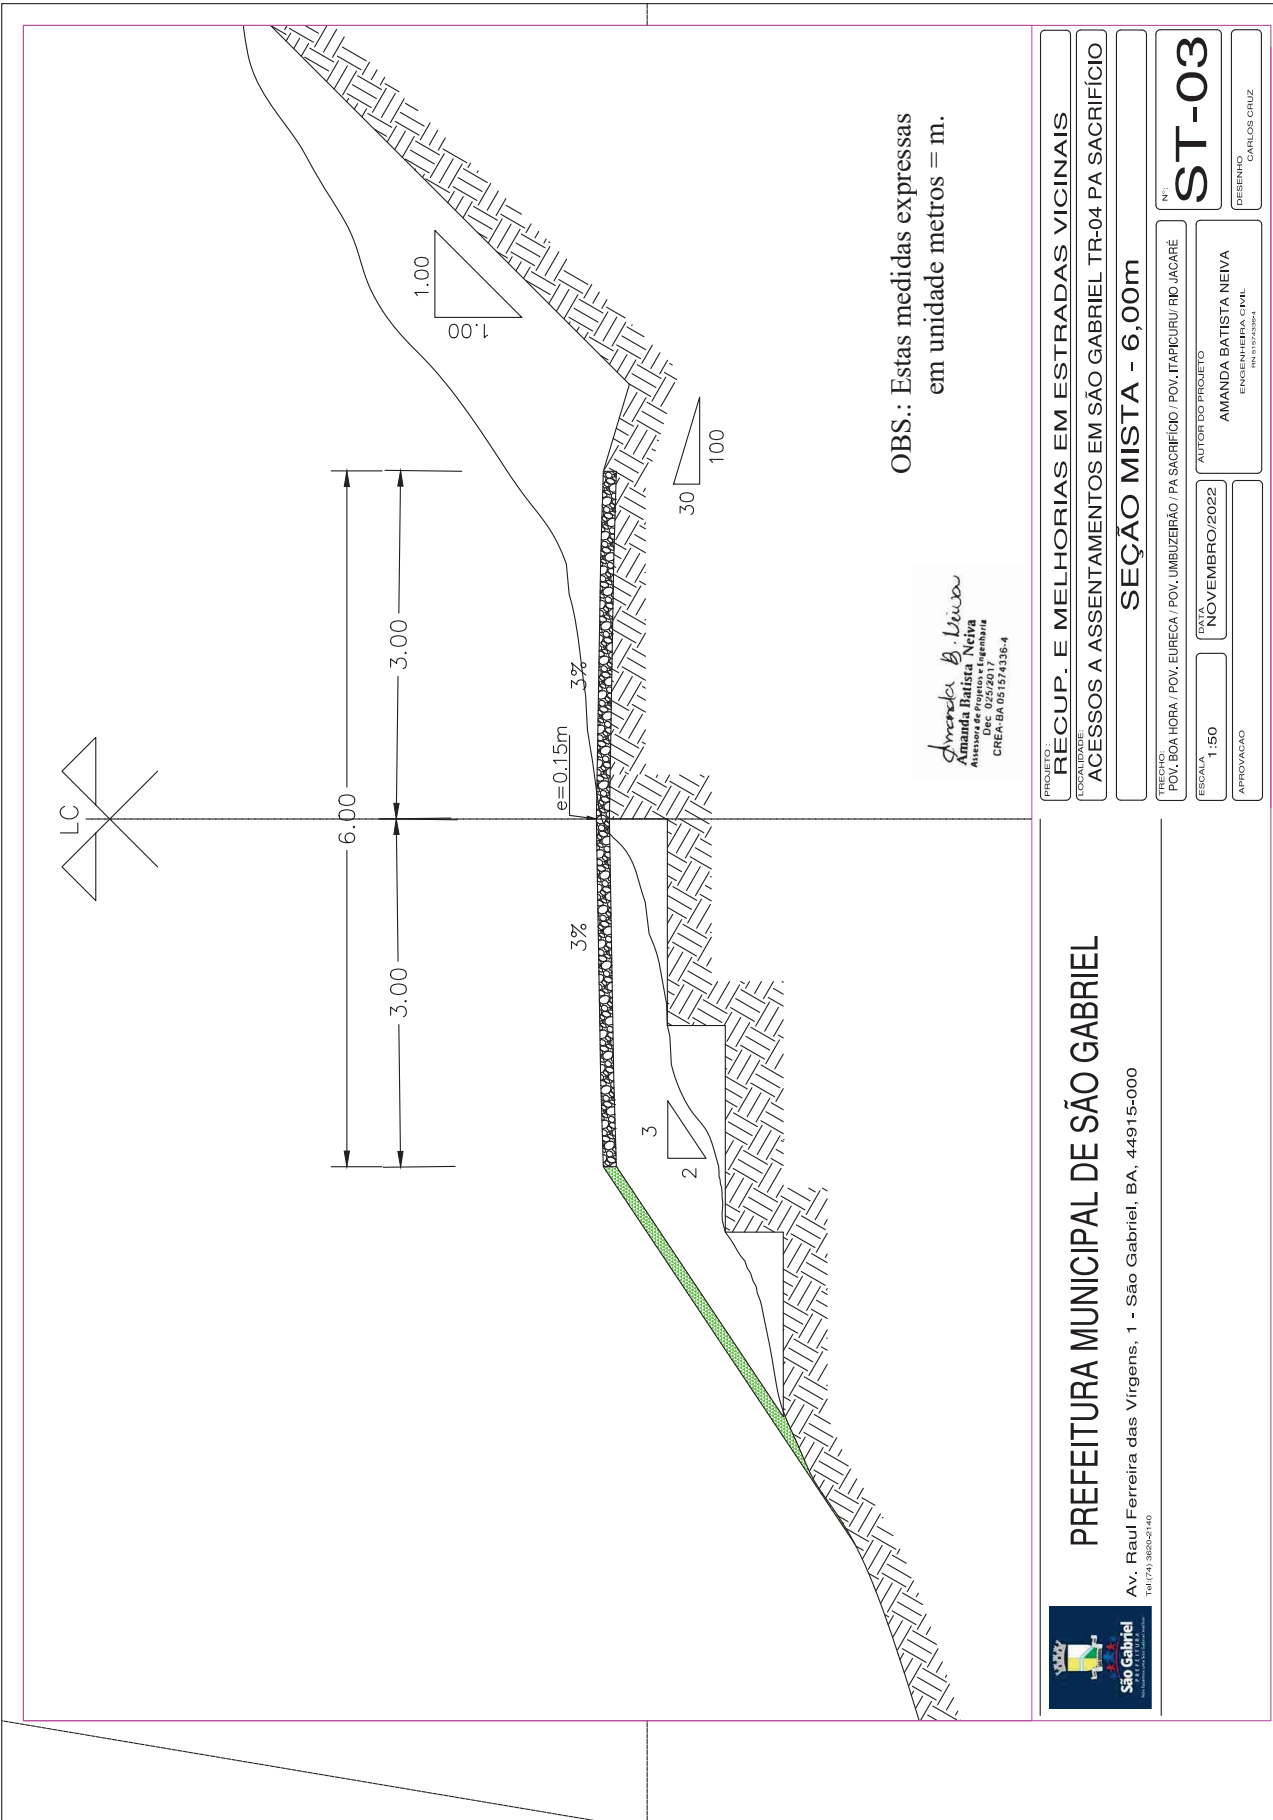 LC
6.00
3.00
3.00
e=0.15m
3%
3%
1.00
1.00
3
2
30
100
OBS.: Estas medidas expressas
em unidade metros = m.
Amanda B. Neiva
Amanda Batista Neiva
Assessora de Projetos e Engenharia
Dec 025/2017
CREA-BA 051574336-4
São Gabriel
PREFEITURA
PREFEITURA MUNICIPAL DE SÃO GABRIEL
Av. Raul Ferreira das Virgens, 1 - São Gabriel, BA, 44915-000
Tel:(74) 3620-2140
PROJETO :
RECUP. E MELHORIAS EM ESTRADAS VICINAIS
LOCALIDADE:
ACESSOS A ASSENTAMENTOS EM SÃO GABRIEL TR-04 PA SACRIFÍCIO
SEÇÃO MISTA - 6,00m
TRECHO:
POV. BOA HORA / POV. EURECA / POV. UMBUZEIRÃO / PA SACRIFÍCIO / POV. ITAPICURU/ RIO JACARÉ
Nº:
ST-03
ESCALA
1:50
DATA
NOVEMBRO/2022
AUTOR DO PROJETO
AMANDA BATISTA NEIVA
ENGENHEIRA CIVIL
APROVACAO
DESENHO
CARLOS CRUZ